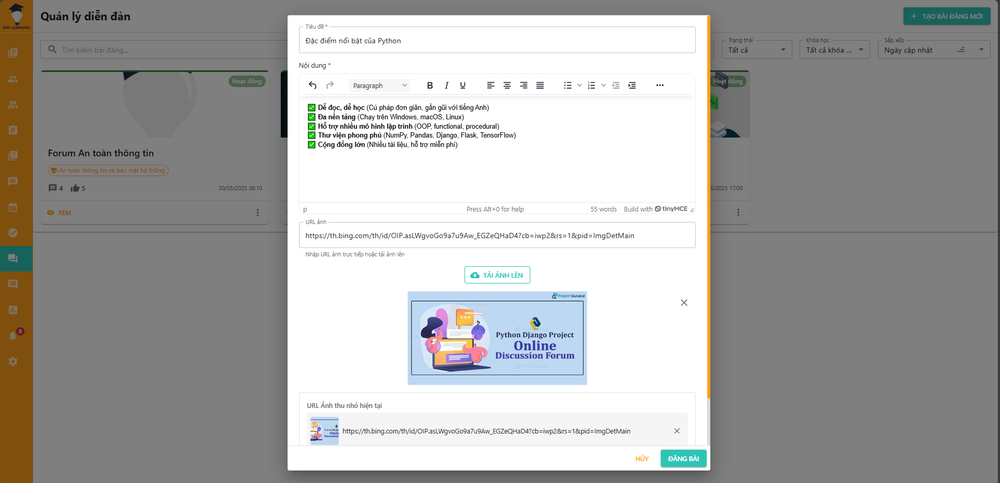 DNC LEARNING
Quản lý diễn đàn
TẠO BÀI ĐĂNG MỚI
Tìm kiếm bài đăng...
Trạng thái
Tất cả
Khóa học
Tất cả khóa ...
Sắp xếp
Ngày cập nhật
Hoạt động
Forum An toàn thông tin
An toàn thông tin và bảo mật hệ thống
4
5
30/03/2025 08:10
XEM
Hoạt động
5/2025 17:00
8
Tiêu đề *
Đặc điểm nổi bật của Python
Nội dung *
Paragraph
B I U
✅ Dễ đọc, dễ học (Cú pháp đơn giản, gần gũi với tiếng Anh)
✅ Đa nền tảng (Chạy trên Windows, macOS, Linux)
✅ Hỗ trợ nhiều mô hình lập trình (OOP, functional, procedural)
✅ Thư viện phong phú (NumPy, Pandas, Django, Flask, TensorFlow)
✅ Cộng đồng lớn (Nhiều tài liệu, hỗ trợ miễn phí)
p
Press Alt+0 for help
55 words
Build with tinyMCE
URL ảnh
https://th.bing.com/th/id/OIP.asLWgvoGo9a7u9Aw_EGZeQHaD4?cb=iwp2&rs=1&pid=ImgDetMain
Nhập URL ảnh trực tiếp hoặc tải ảnh lên
TẢI ẢNH LÊN
Project Gurukul
Python Django Project
Online
Discussion Forum
URL Ảnh thu nhỏ hiện tại
https://th.bing.com/th/id/OIP.asLWgvoGo9a7u9Aw_EGZeQHaD4?cb=iwp2&rs=1&pid=ImgDetMain
HỦY
ĐĂNG BÀI